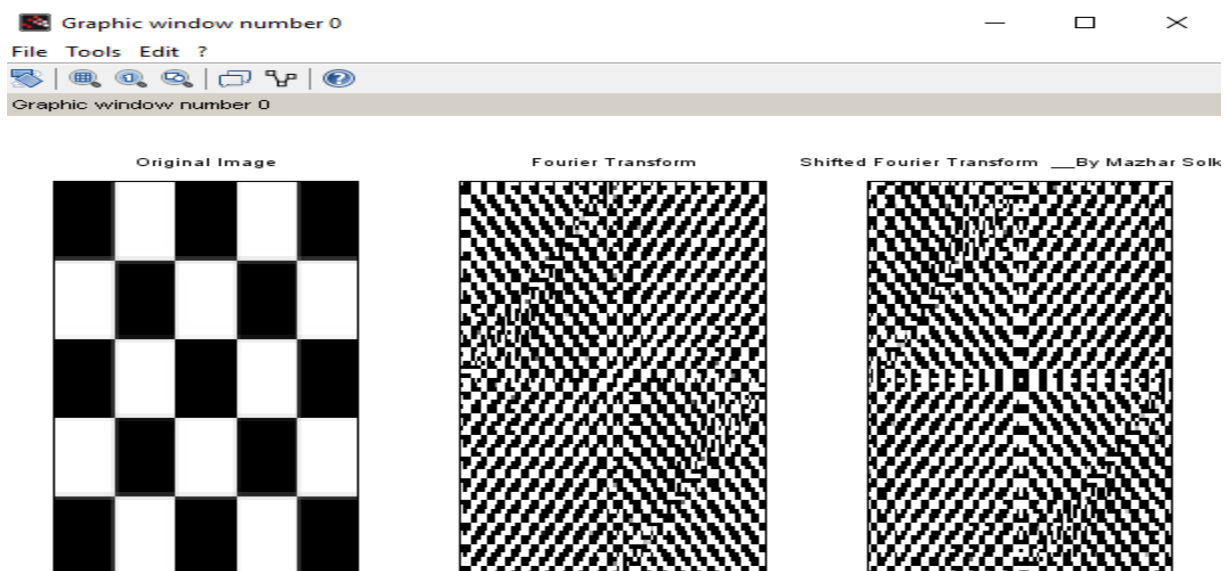 Graphic window number 0
File Tools Edit ?
Graphic window number 0
Original Image
Fourier Transform
Shifted Fourier Transform __By Mazhar Solk